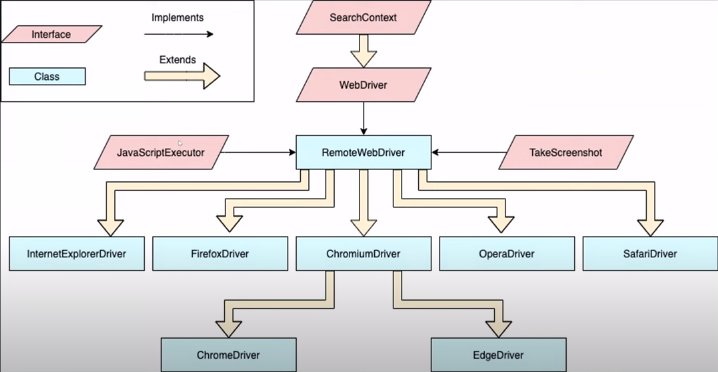 Implements
Interface
Extends
Class
SearchContext
WebDriver
JavaScriptExecutor
RemoteWebDriver
TakeScreenshot
InternetExplorerDriver
FirefoxDriver
ChromiumDriver
OperaDriver
SafariDriver
ChromeDriver
EdgeDriver